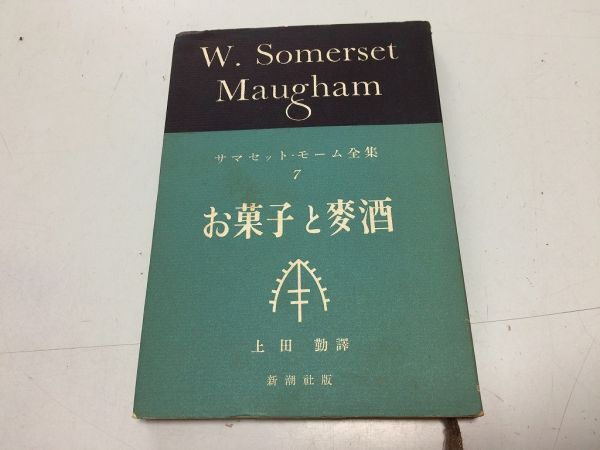 W. Somerset
Maugham
サマセット・モーム全集
7
お菓子と麥酒
上田 勤譯
新潮社版